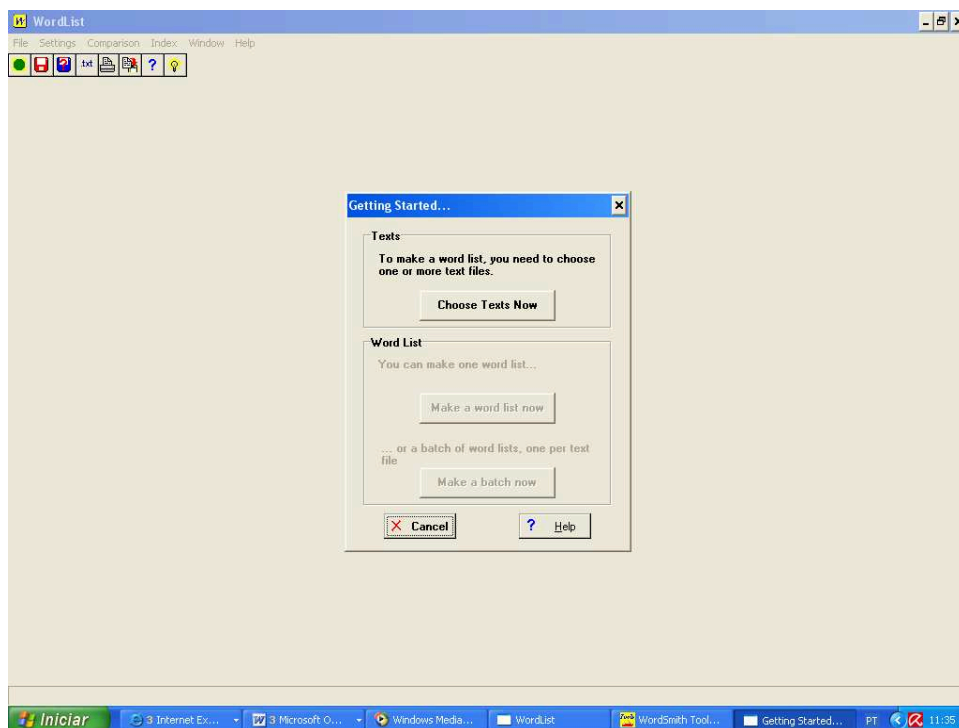 WordList
File Settings Comparison Index Window Help
.txt ?
Getting Started...
Texts
To make a word list, you need to choose
one or more text files.
Choose Texts Now
Word List
You can make one word list...
Make a word list now
.... or a batch of word lists, one per text
file
Make a batch now
Cancel ? Help
Iniciar 3 Internet Ex... 3 Microsoft O... Windows Media... WordList WordSmith Tool... Getting Started... PT 11:35